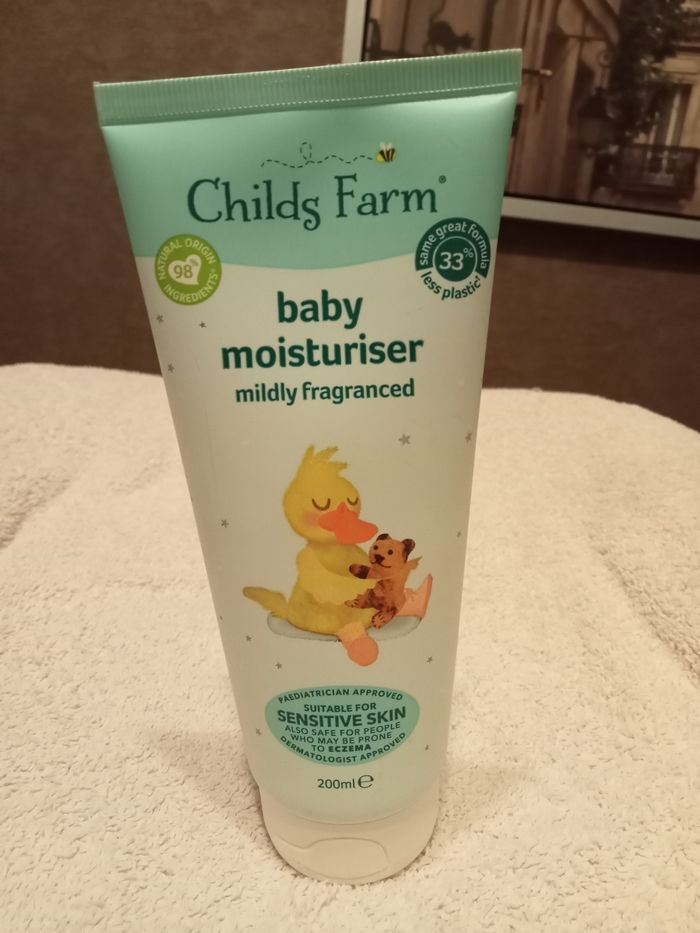 Childs Farm®
NATURAL ORIGIN
98%
INGREDIENTS
same great formula
33%
less plastic
baby
moisturiser
mildly fragranced
PAEDIATRICIAN APPROVED
SUITABLE FOR
SENSITIVE SKIN
ALSO SAFE FOR PEOPLE
WHO MAY BE PRONE
TO ECZEMA
DERMATOLOGIST APPROVED
200ml e